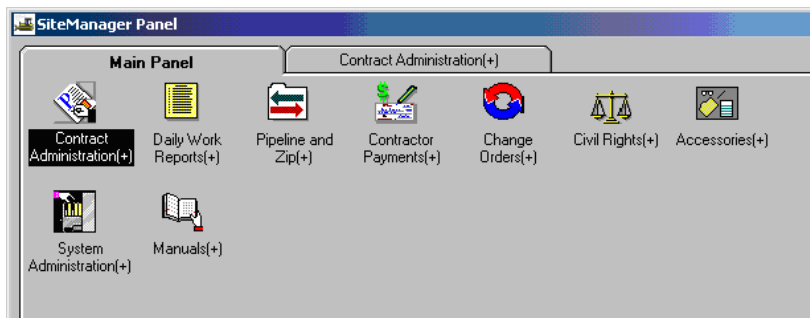 SiteManager Panel
Main Panel
Contract Administration(+)
Contract
Administration(+)
Daily Work
Reports(+)
Pipeline and
Zip(+)
Contractor
Payments(+)
Change
Orders(+)
Civil Rights(+)
Accessories(+)
System
Administration(+)
Manuals(+)